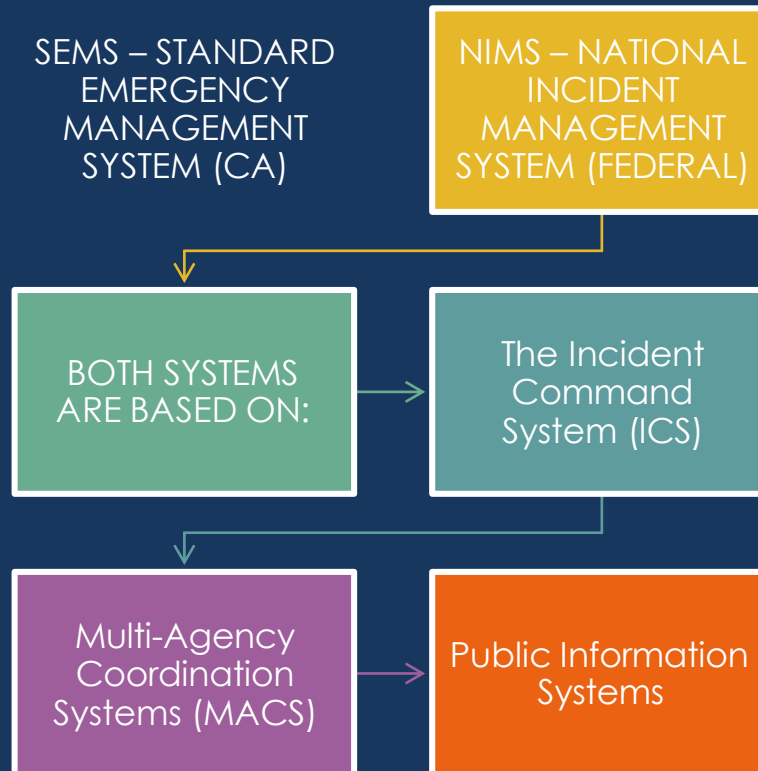 SEMS – STANDARD
EMERGENCY
MANAGEMENT
SYSTEM (CA)
NIMS – NATIONAL
INCIDENT
MANAGEMENT
SYSTEM (FEDERAL)
BOTH SYSTEMS
ARE BASED ON:
The Incident
Command
System (ICS)
Multi-Agency
Coordination
Systems (MACS)
Public Information
Systems